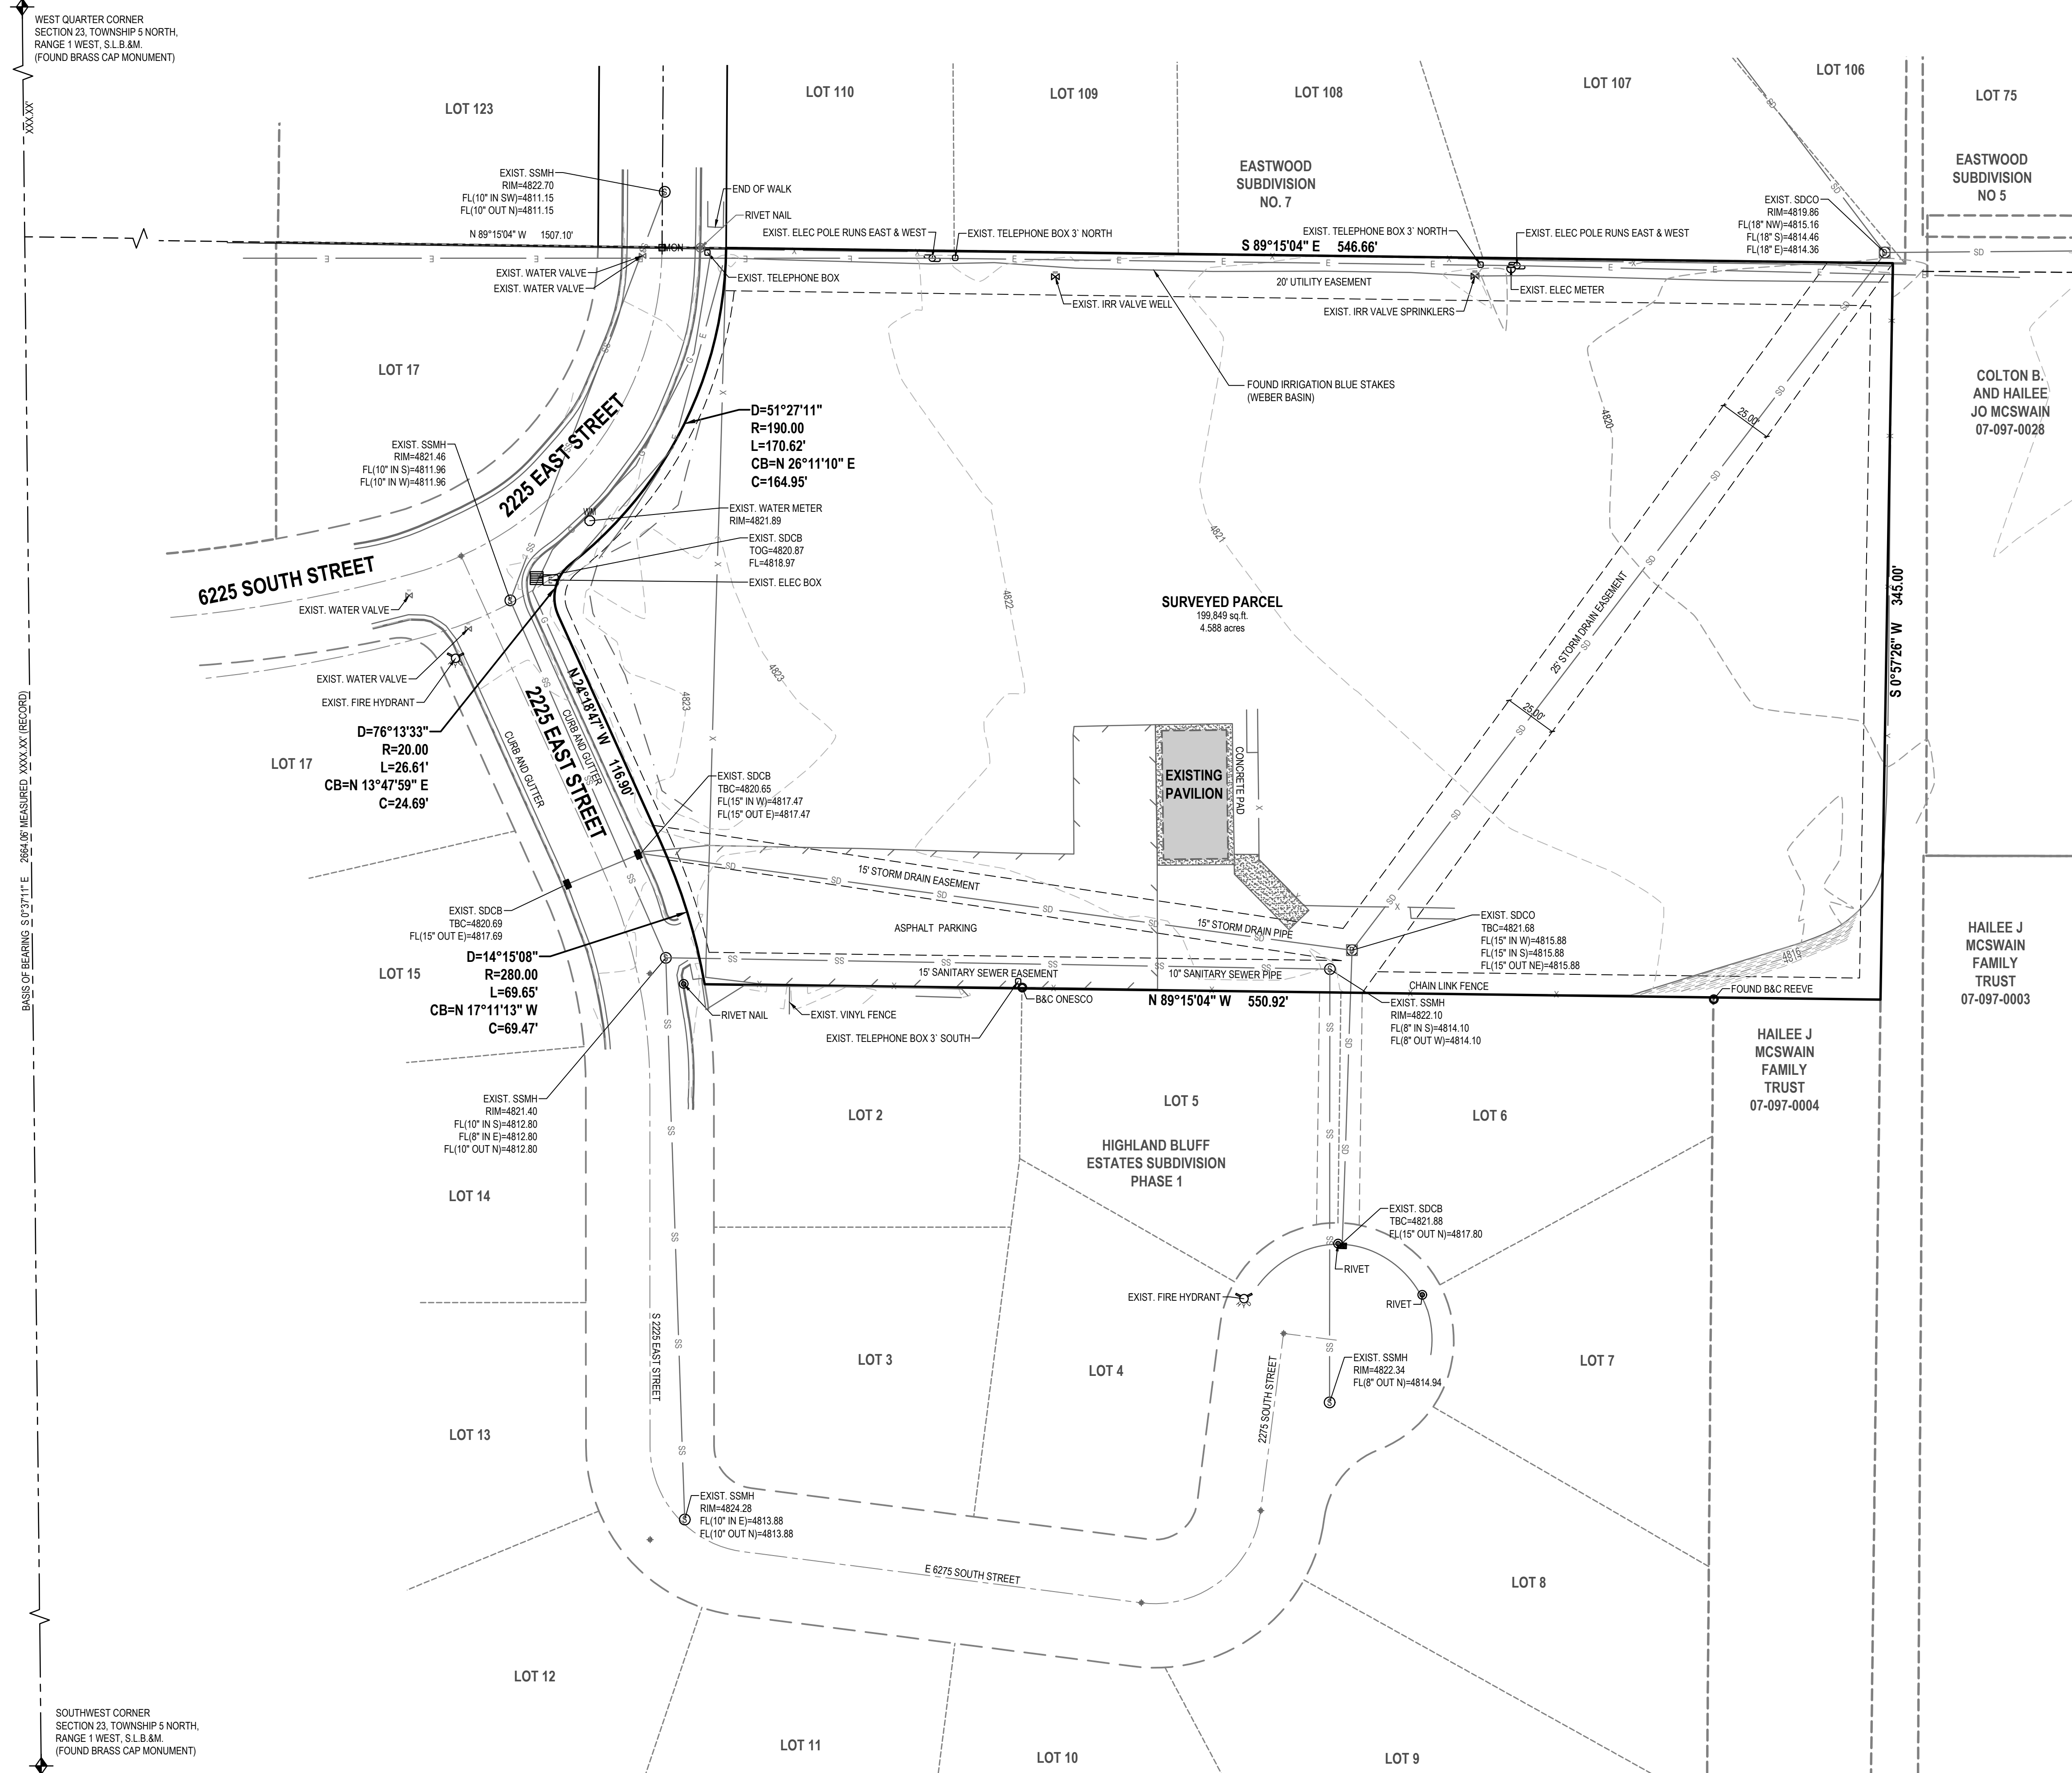 WEST QUARTER CORNER
SECTION 23, TOWNSHIP 5 NORTH,
RANGE 1 WEST, S.L.B.&M.
(FOUND BRASS CAP MONUMENT)
XXX.XX'
LOT 123
LOT 110
LOT 109
LOT 108
LOT 107
LOT 106
LOT 75
EASTWOOD
SUBDIVISION
NO. 7
EASTWOOD
SUBDIVISION
NO 5
EXIST. SSMH
RIM=4822.70
FL(10" IN SW)=4811.15
FL(10" OUT N)=4811.15
END OF WALK
RIVET NAIL
N 89°15'04" W 1507.10'
MON
EXIST. ELEC POLE RUNS EAST & WEST
EXIST. TELEPHONE BOX 3` NORTH
S 89°15'04" E 546.66'
EXIST. TELEPHONE BOX 3` NORTH
EXIST. ELEC POLE RUNS EAST & WEST
EXIST. SDCO
RIM=4819.86
FL(18" NW)=4815.16
FL(18" S)=4814.46
FL(18" E)=4814.36
EXIST. WATER VALVE
EXIST. WATER VALVE
EXIST. TELEPHONE BOX
EXIST. IRR VALVE WELL
20' UTILITY EASEMENT
EXIST. ELEC METER
EXIST. IRR VALVE SPRINKLERS
FOUND IRRIGATION BLUE STAKES
(WEBER BASIN)
LOT 17
2225 EAST STREET
D=51°27'11"
R=190.00
L=170.62'
CB=N 26°11'10" E
C=164.95'
COLTON B.
AND HAILEE
JO MCSWAIN
07-097-0028
4820
25.00'
EXIST. SSMH
RIM=4821.46
FL(10" IN S)=4811.96
FL(10" IN W)=4811.96
WM
EXIST. WATER METER
RIM=4821.89
EXIST. SDCB
TOG=4820.87
FL=4818.97
EXIST. ELEC BOX
4821
6225 SOUTH STREET
EXIST. WATER VALVE
4822
SURVEYED PARCEL
199,849 sq.ft.
4.588 acres
25' STORM DRAIN EASEMENT
S 0°57'26" W 345.00'
EXIST. WATER VALVE
EXIST. FIRE HYDRANT
4823
4823
N 24°18'47" W 116.90'
2225 EAST STREET
CURB AND GUTTER
CURB AND GUTTER
25.00'
D=76°13'33"
R=20.00
L=26.61'
CB=N 13°47'59" E
C=24.69'
LOT 17
EXIST. SDCB
TBC=4820.65
FL(15" IN W)=4817.47
FL(15" OUT E)=4817.47
EXISTING
PAVILION
CONCRETE PAD
BASIS OF BEARING S 0°37'11" E 2664.06' MEASURED XXXX.XX' (RECORD)
15' STORM DRAIN EASEMENT
EXIST. SDCB
TBC=4820.69
FL(15" OUT E)=4817.69
ASPHALT PARKING
15" STORM DRAIN PIPE
EXIST. SDCO
TBC=4821.68
FL(15" IN W)=4815.88
FL(15" IN S)=4815.88
FL(15" OUT NE)=4815.88
4819
HAILEE J
MCSWAIN
FAMILY
TRUST
07-097-0003
LOT 15
D=14°15'08"
R=280.00
L=69.65'
CB=N 17°11'13" W
C=69.47'
15' SANITARY SEWER EASEMENT
10" SANITARY SEWER PIPE
CHAIN LINK FENCE
FOUND B&C REEVE
B&C ONESCO
N 89°15'04" W 550.92'
EXIST. SSMH
RIM=4822.10
FL(8" IN S)=4814.10
FL(8" OUT W)=4814.10
RIVET NAIL
EXIST. VINYL FENCE
EXIST. TELEPHONE BOX 3` SOUTH
HAILEE J
MCSWAIN
FAMILY
TRUST
07-097-0004
EXIST. SSMH
RIM=4821.40
FL(10" IN S)=4812.80
FL(8" IN E)=4812.80
FL(10" OUT N)=4812.80
LOT 2
LOT 5
LOT 6
HIGHLAND BLUFF
ESTATES SUBDIVISION
PHASE 1
LOT 14
EXIST. SDCB
TBC=4821.88
FL(15" OUT N)=4817.80
RIVET
EXIST. FIRE HYDRANT
RIVET
S 2225 EAST STREET
LOT 3
LOT 4
2275 SOUTH STREET
EXIST. SSMH
RIM=4822.34
FL(8" OUT N)=4814.94
LOT 7
LOT 13
EXIST. SSMH
RIM=4824.28
FL(10" IN E)=4813.88
FL(10" OUT N)=4813.88
E 6275 SOUTH STREET
LOT 8
LOT 12
SOUTHWEST CORNER
SECTION 23, TOWNSHIP 5 NORTH,
RANGE 1 WEST, S.L.B.&M.
(FOUND BRASS CAP MONUMENT)
LOT 11
LOT 10
LOT 9